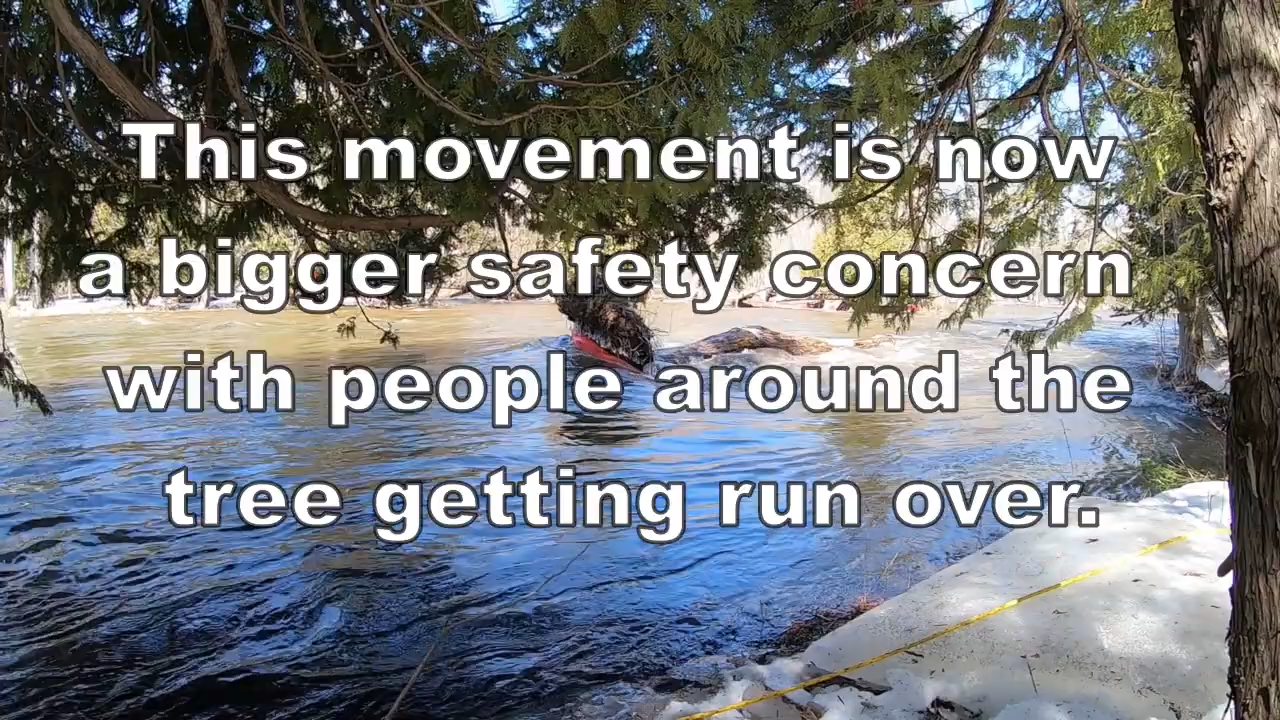 This movement is now
a bigger safety concern
with people around the
tree getting run over.